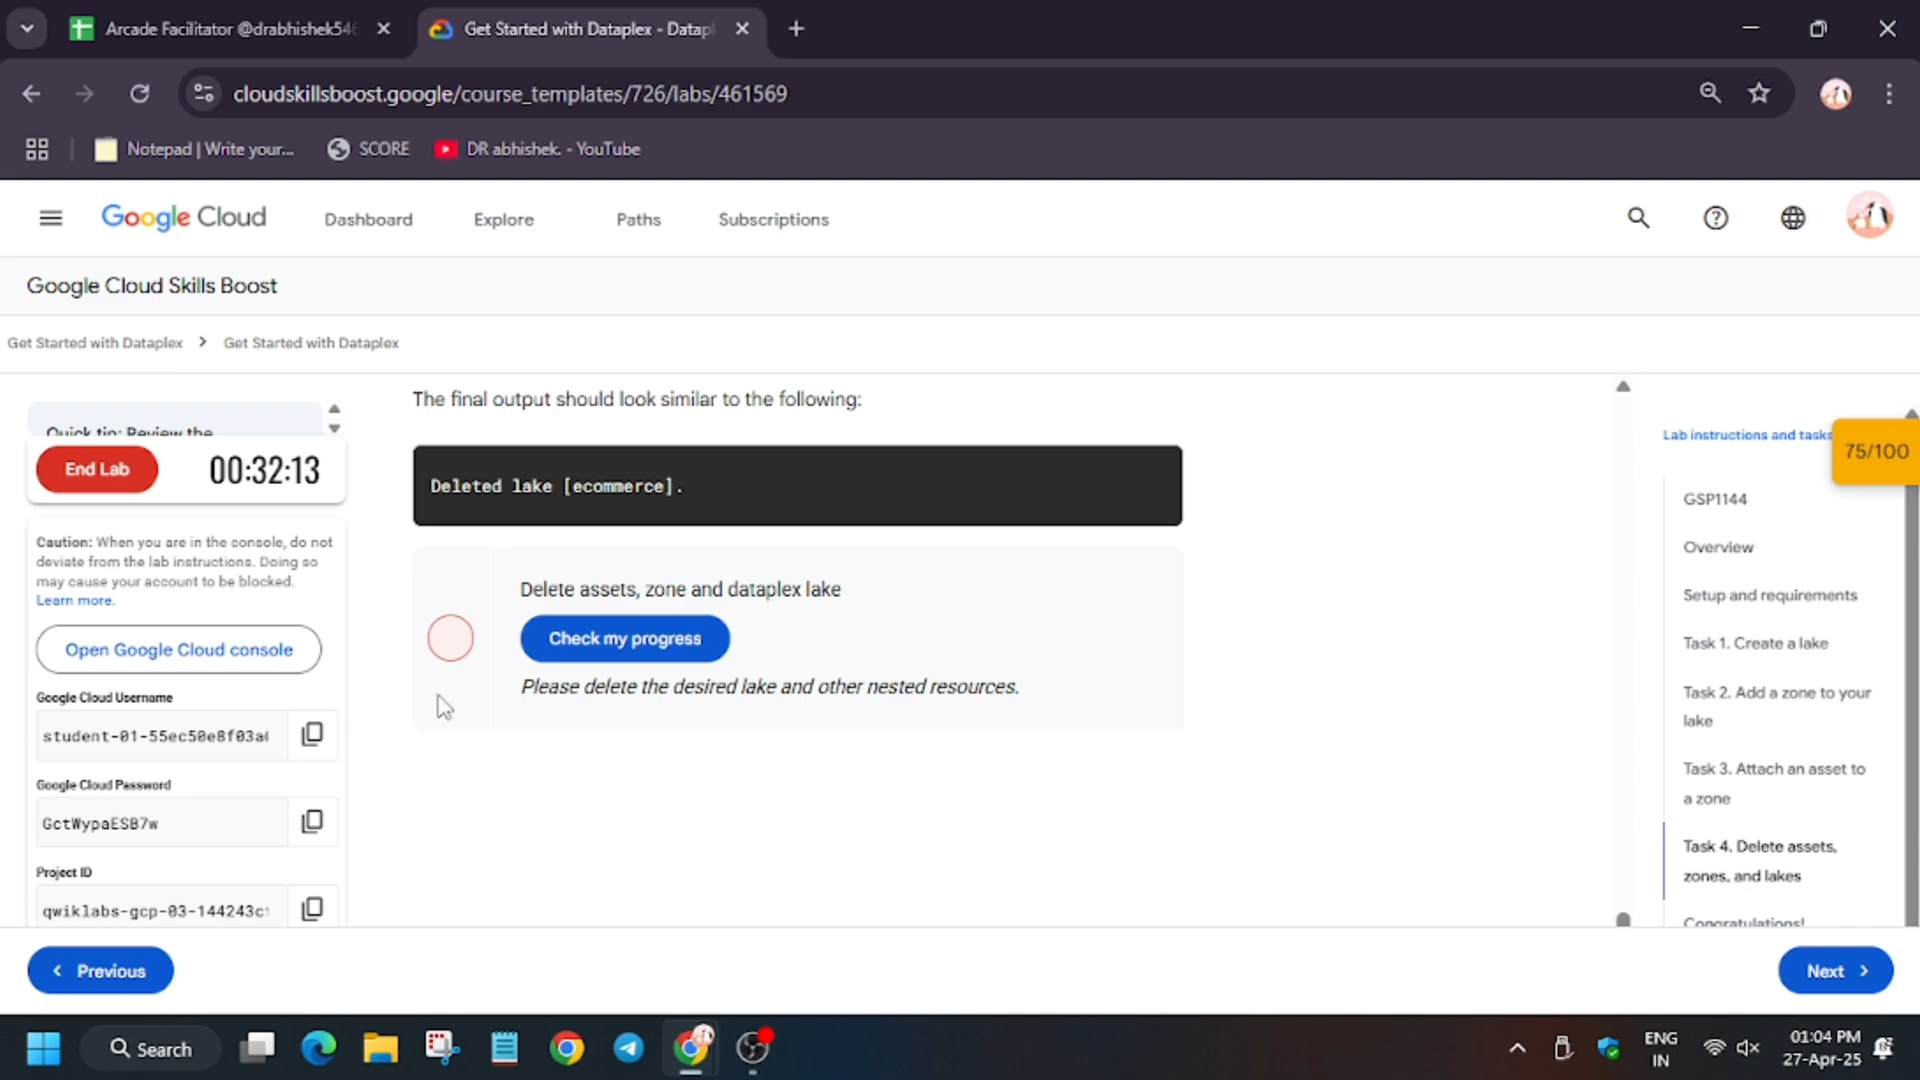 Arcade Facilitator @drabhishek546
Get Started with Dataplex - Datapl
cloudskillsboost.google/course_templates/726/labs/461569
Notepad | Write your...
SCORE
DR abhishek. - YouTube
Google Cloud
Dashboard
Explore
Paths
Subscriptions
Google Cloud Skills Boost
Get Started with Dataplex > Get Started with Dataplex
Quick tip: Review the
End Lab
00:32:13
Caution: When you are in the console, do not
deviate from the lab instructions. Doing so
may cause your account to be blocked.
Learn more.
Open Google Cloud console
Google Cloud Username
student-01-55ec50e8f03a
Google Cloud Password
GctWypaESB7w
Project ID
qwiklabs-gcp-03-144243c
The final output should look similar to the following:
Deleted lake [ecommerce].
Delete assets, zone and dataplex lake
Check my progress
Please delete the desired lake and other nested resources.
Lab instructions and tasks
75/100
GSP1144
Overview
Setup and requirements
Task 1. Create a lake
Task 2. Add a zone to your
lake
Task 3. Attach an asset to
a zone
Task 4. Delete assets,
zones, and lakes
Congratulations!
Previous
Next
Search
ENG
IN
01:04 PM
27-Apr-25